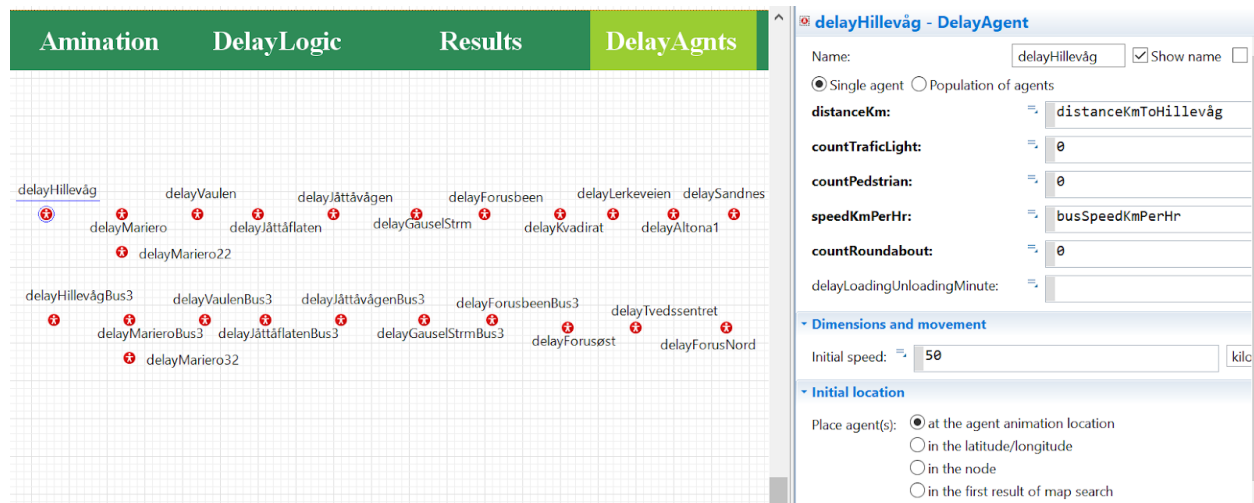 Amination DelayLogic Results DelayAgnts
delayHillevåg delayVaulen delayJåttåvågen delayForusbeen delayLerkeveien delaySandnes
delayMariero delayJåttåflaten delayGauselStrm delayKvadirat delayAltona1
delayMariero22
delayHillevågBus3 delayVaulenBus3 delayJåttåvågenBus3 delayForusbeenBus3 delayTvedssentret
delayMarieroBus3 delayJåttåflatenBus3 delayGauselStrmBus3 delayForusøst delayForusNord
delayMariero32
delayHillevåg - DelayAgent
Name: delayHillevåg Show name
Single agent Population of agents
distanceKm: distanceKmToHillevåg
countTraficLight: 0
countPedstrian: 0
speedKmPerHr: busSpeedKmPerHr
countRoundabout: 0
delayLoadingUnloadingMinute:
Dimensions and movement
Initial speed: 50 kilo
Initial location
Place agent(s): at the agent animation location
in the latitude/longitude
in the node
in the first result of map search